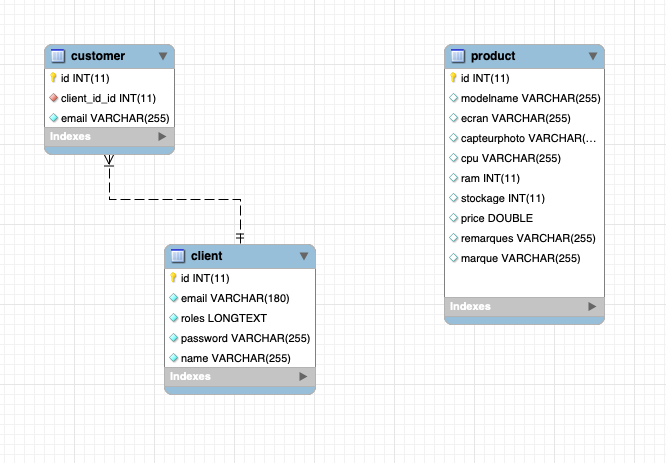 customer
id INT(11)
client_id_id INT(11)
email VARCHAR(255)
Indexes
product
id INT(11)
modelname VARCHAR(255)
ecran VARCHAR(255)
capteurphoto VARCHAR(...
cpu VARCHAR(255)
ram INT(11)
stockage INT(11)
price DOUBLE
remarques VARCHAR(255)
marque VARCHAR(255)
Indexes
client
id INT(11)
email VARCHAR(180)
roles LONGTEXT
password VARCHAR(255)
name VARCHAR(255)
Indexes